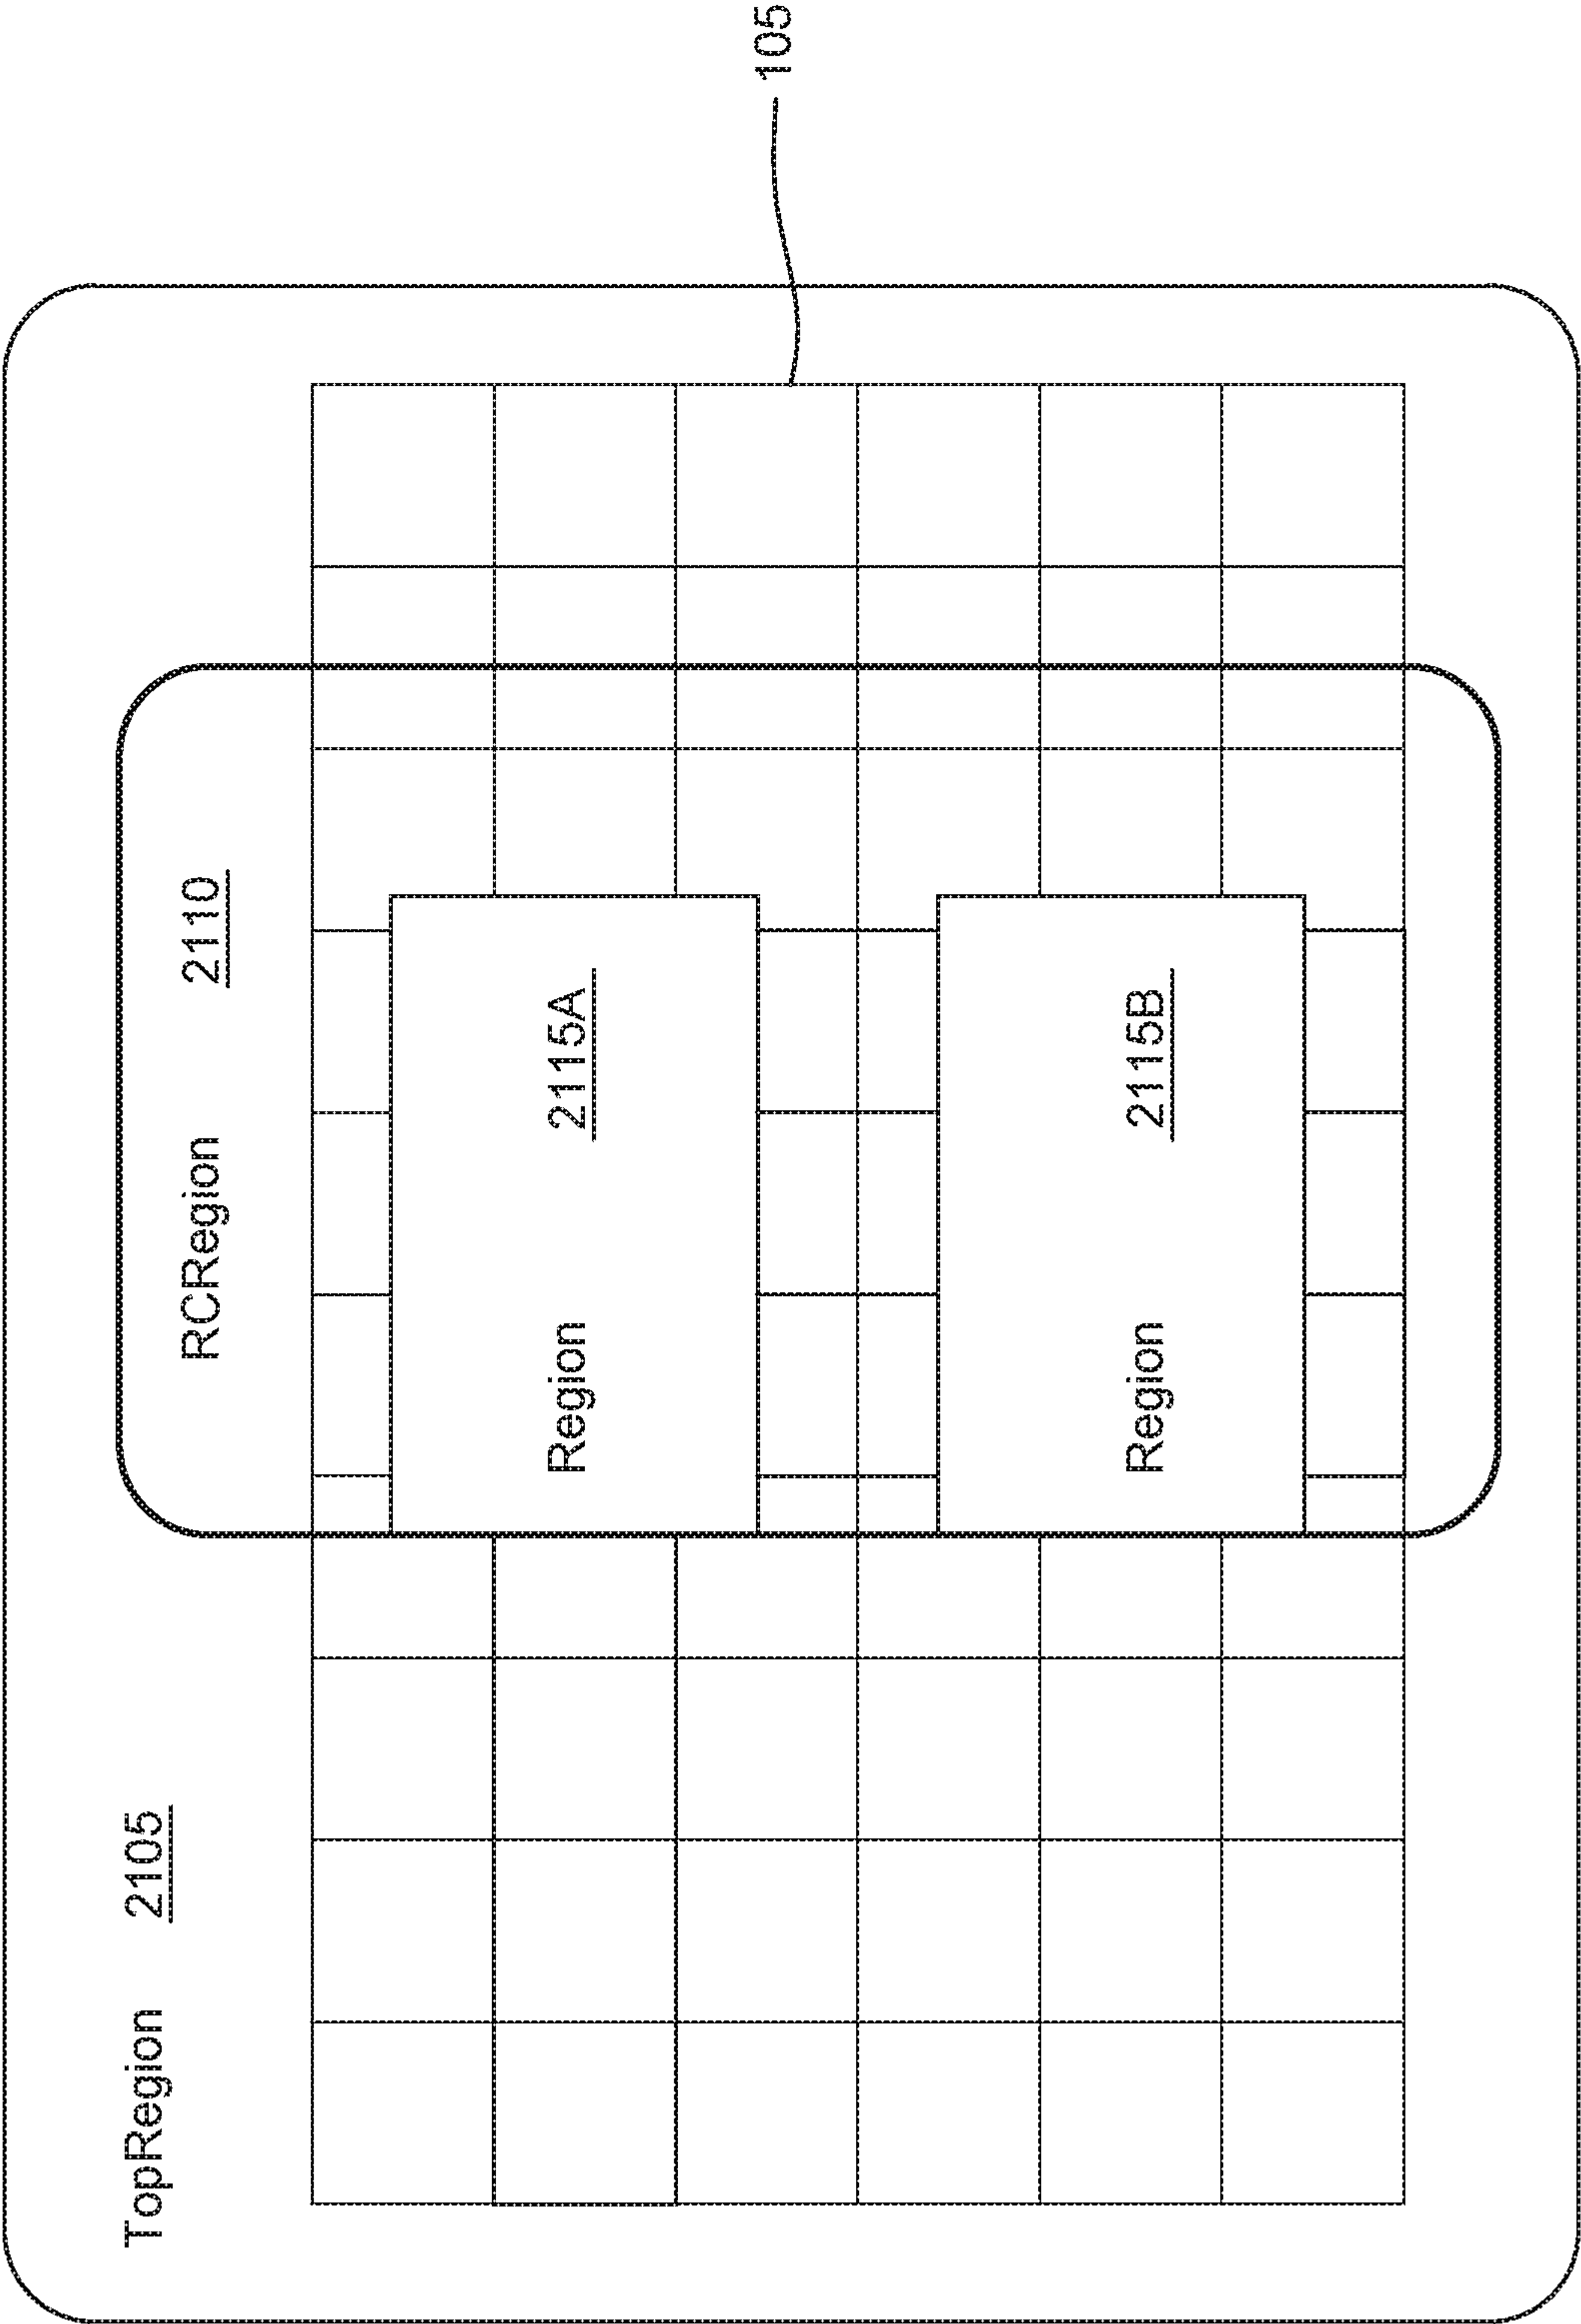 TopRegion 2105
RCRegion 2110
Region 2115A
Region 2115B
105